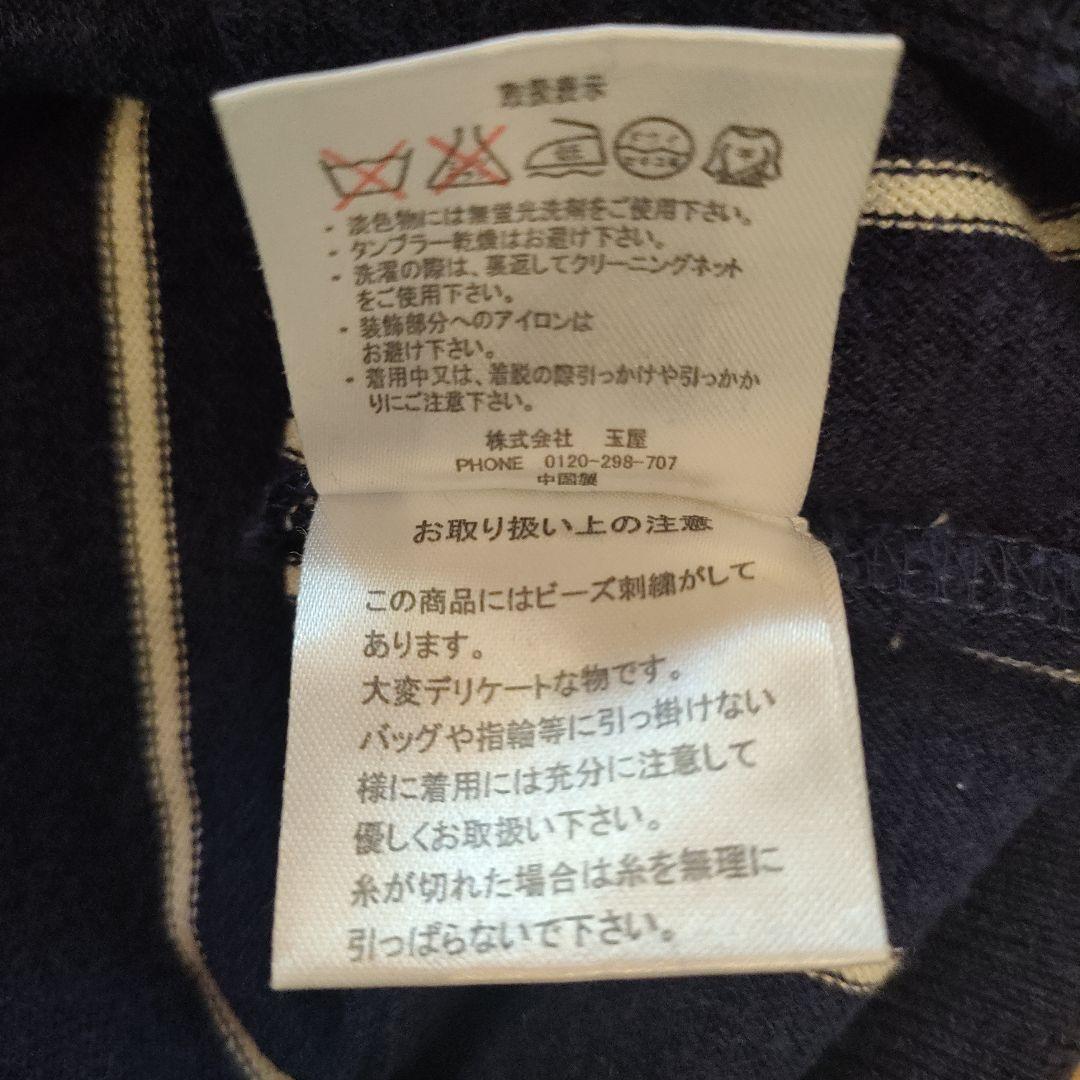 取扱表示
・淡色物には無蛍光洗剤をご使用下さい。
・タンブラー乾燥はお避け下さい。
・洗濯の際は、裏返してクリーニングネット
をご使用下さい。
・装飾部分へのアイロンは
お避け下さい。
・着用中又は、着脱の際引っかけや引っかか
りにご注意下さい。
株式会社 玉屋
PHONE 0120-298-707
中国製
お取り扱い上の注意
この商品にはビーズ刺繍がして
あります。
大変デリケートな物です。
バッグや指輪等に引っ掛けない
様に着用には充分に注意して
優しくお取扱い下さい。
糸が切れた場合は糸を無理に
引っぱらないで下さい。